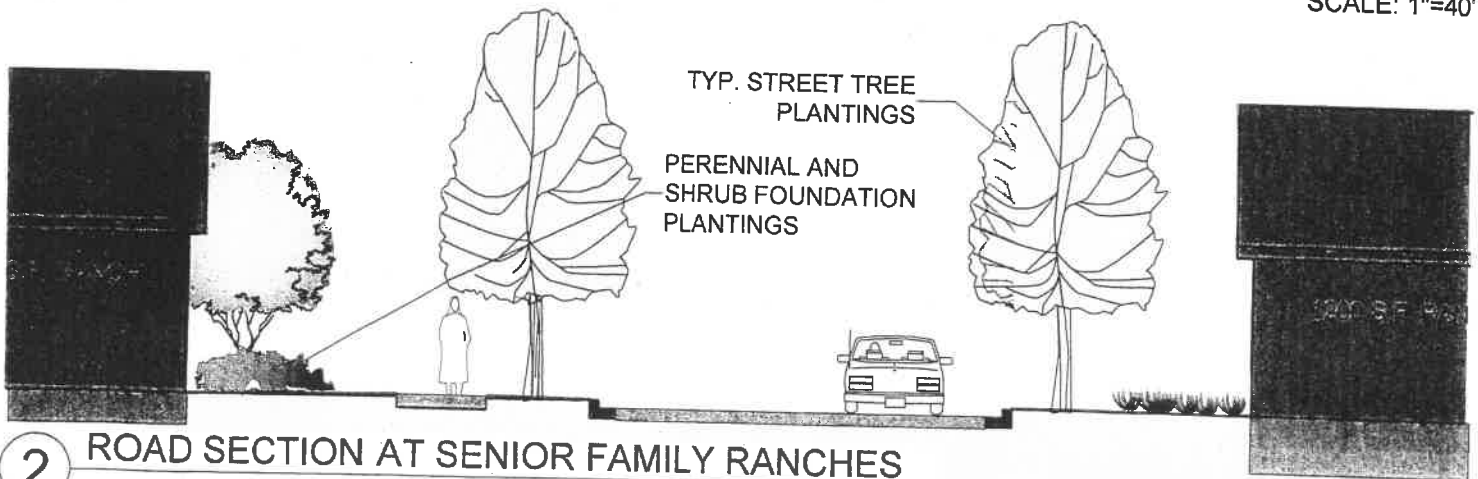 SCALE: 1"=40'
TYP. STREET TREE
PLANTINGS
PERENNIAL AND
SHRUB FOUNDATION
PLANTINGS
2
ROAD SECTION AT SENIOR FAMILY RANCHES